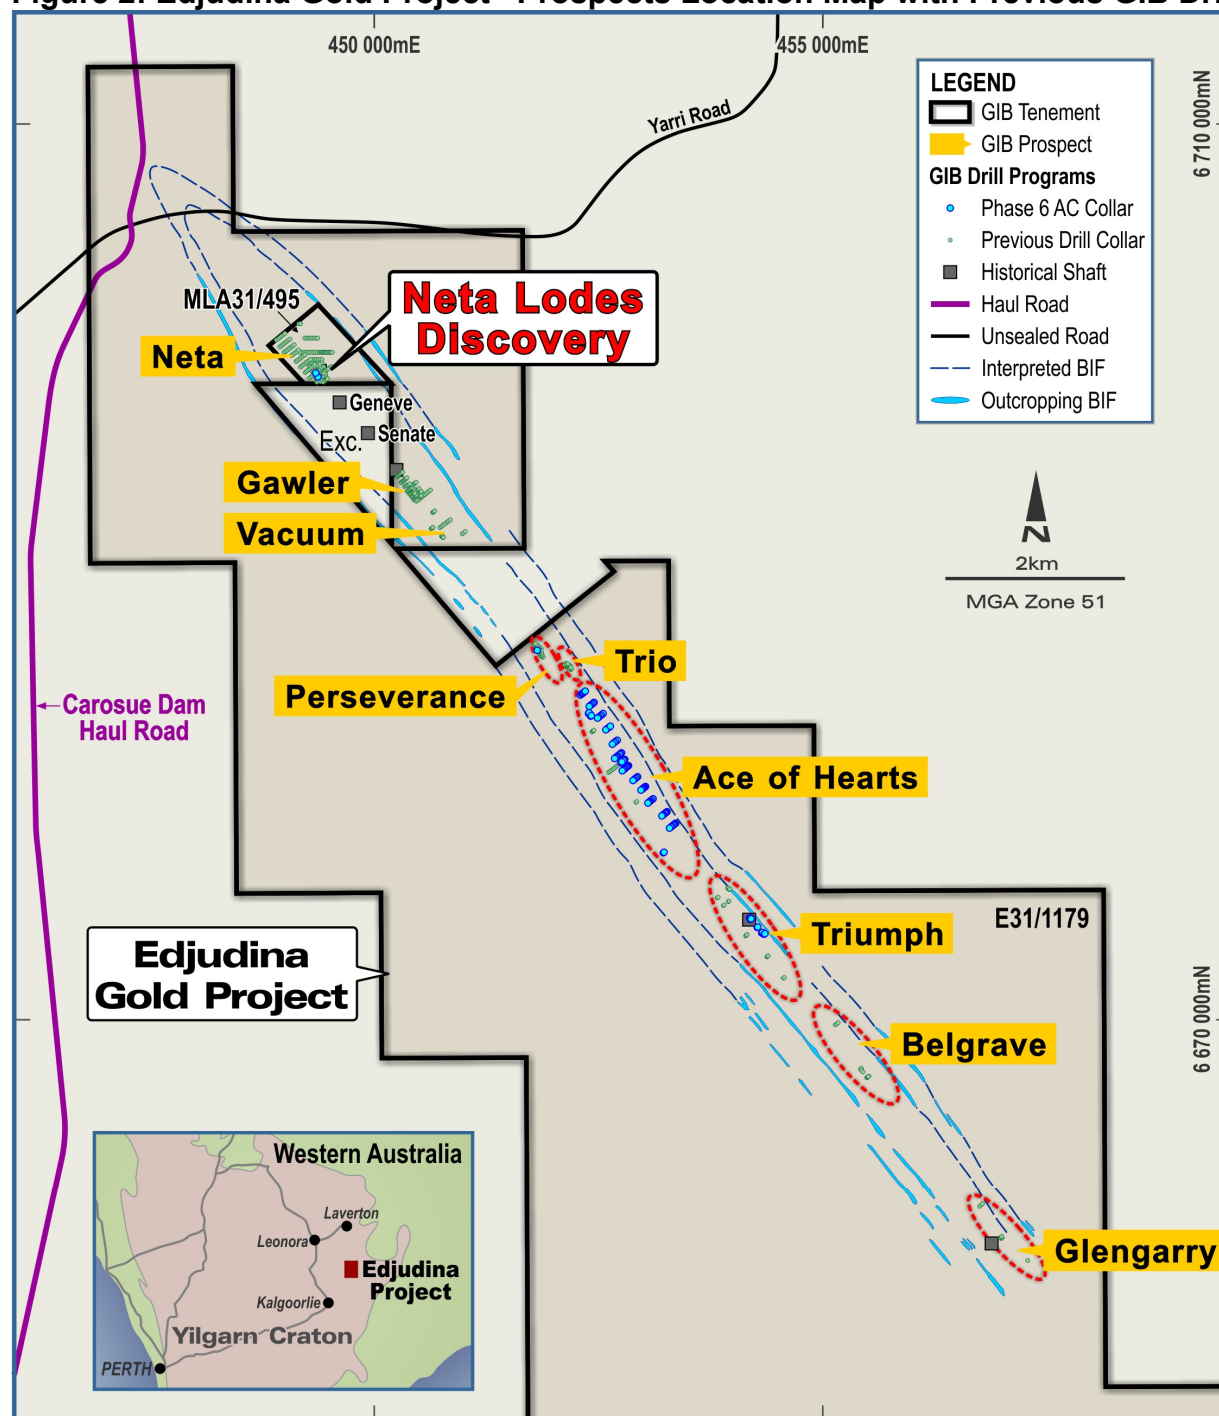 450 000mE
455 000mE
Yarri Road
6 710 000mN
LEGEND
GIB Tenement
GIB Prospect
GIB Drill Programs
Phase 6 AC Collar
Previous Drill Collar
Historical Shaft
Haul Road
Unsealed Road
Interpreted BIF
Outcropping BIF
MLA31/495
Neta Lodes
Discovery
Neta
Geneve
Exc.
Senate
Gawler
Vacuum
N
2km
MGA Zone 51
Trio
Perseverance
Carosue Dam
Haul Road
Ace of Hearts
E31/1179
Triumph
Edjudina
Gold Project
6 670 000mN
Belgrave
Glengarry
Western Australia
Laverton
Leonora
Edjudina
Project
Kalgoorlie
Yilgarn Craton
PERTH